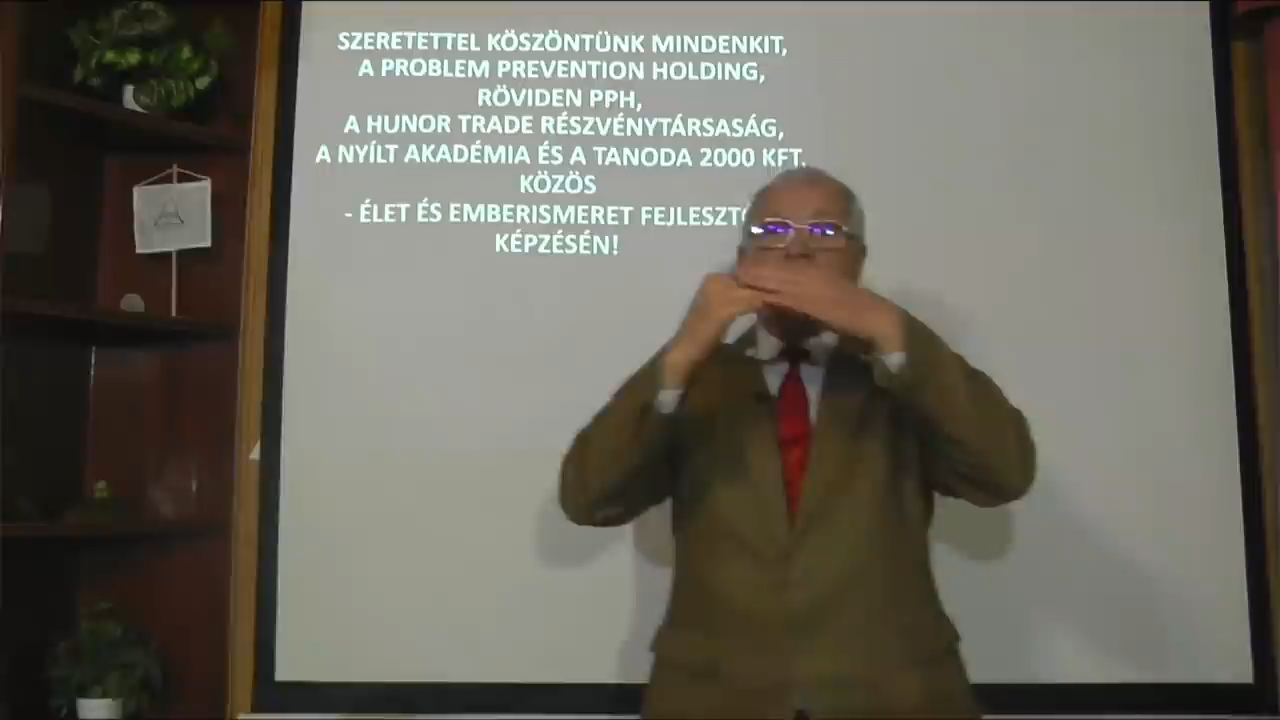 SZERETETTEL KÖSZÖNTÜNK MINDENKIT,
A PROBLEM PREVENTION HOLDING,
RÖVIDEN PPH,
A HUNOR TRADE RÉSZVÉNYTÁRSASÁG,
A NYÍLT AKADÉMIA ÉS A TANODA 2000 KFT.
KÖZÖS
- ÉLET ÉS EMBERISMERET
KÉPZÉSÉN!